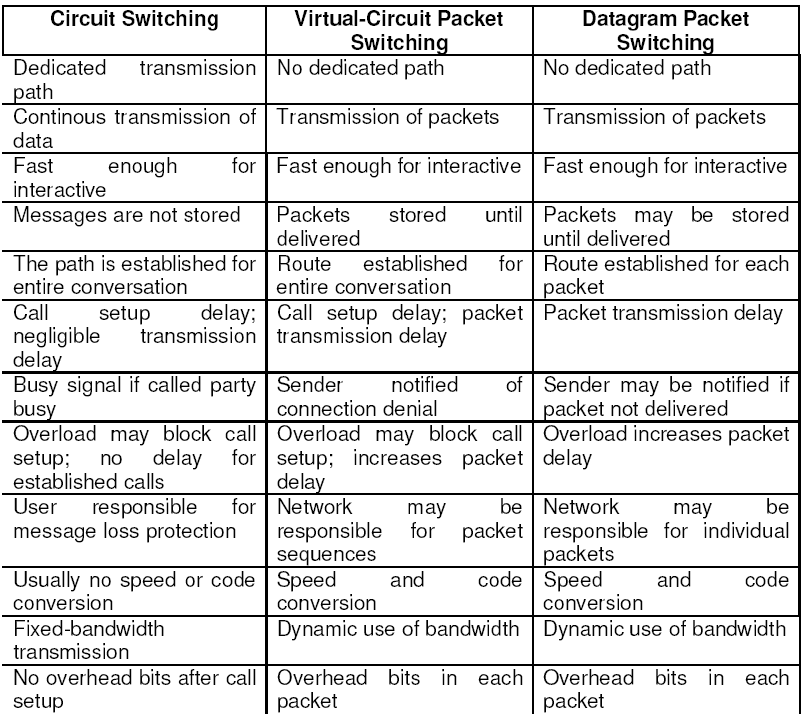 Circuit Switching
Virtual-Circuit Packet
Switching
Datagram Packet
Switching
Dedicated transmission
path
No dedicated path
No dedicated path
Continous transmission of
data
Transmission of packets
Transmission of packets
Fast enough for
interactive
Fast enough for interactive
Fast enough for interactive
Messages are not stored
Packets stored until
delivered
Packets may be stored
until delivered
The path is established for
entire conversation
Route established for
entire conversation
Route established for each
packet
Call setup delay;
negligible transmission
delay
Call setup delay; packet
transmission delay
Packet transmission delay
Busy signal if called party
busy
Sender notified of
connection denial
Sender may be notified if
packet not delivered
Overload may block call
setup; no delay for
established calls
Overload may block call
setup; increases packet
delay
Overload increases packet
delay
User responsible for
message loss protection
Network may be
responsible for packet
sequences
Network may be
responsible for individual
packets
Usually no speed or code
conversion
Speed and code
conversion
Speed and code
conversion
Fixed-bandwidth
transmission
Dynamic use of bandwidth
Dynamic use of bandwidth
No overhead bits after call
setup
Overhead bits in each
packet
Overhead bits in each
packet